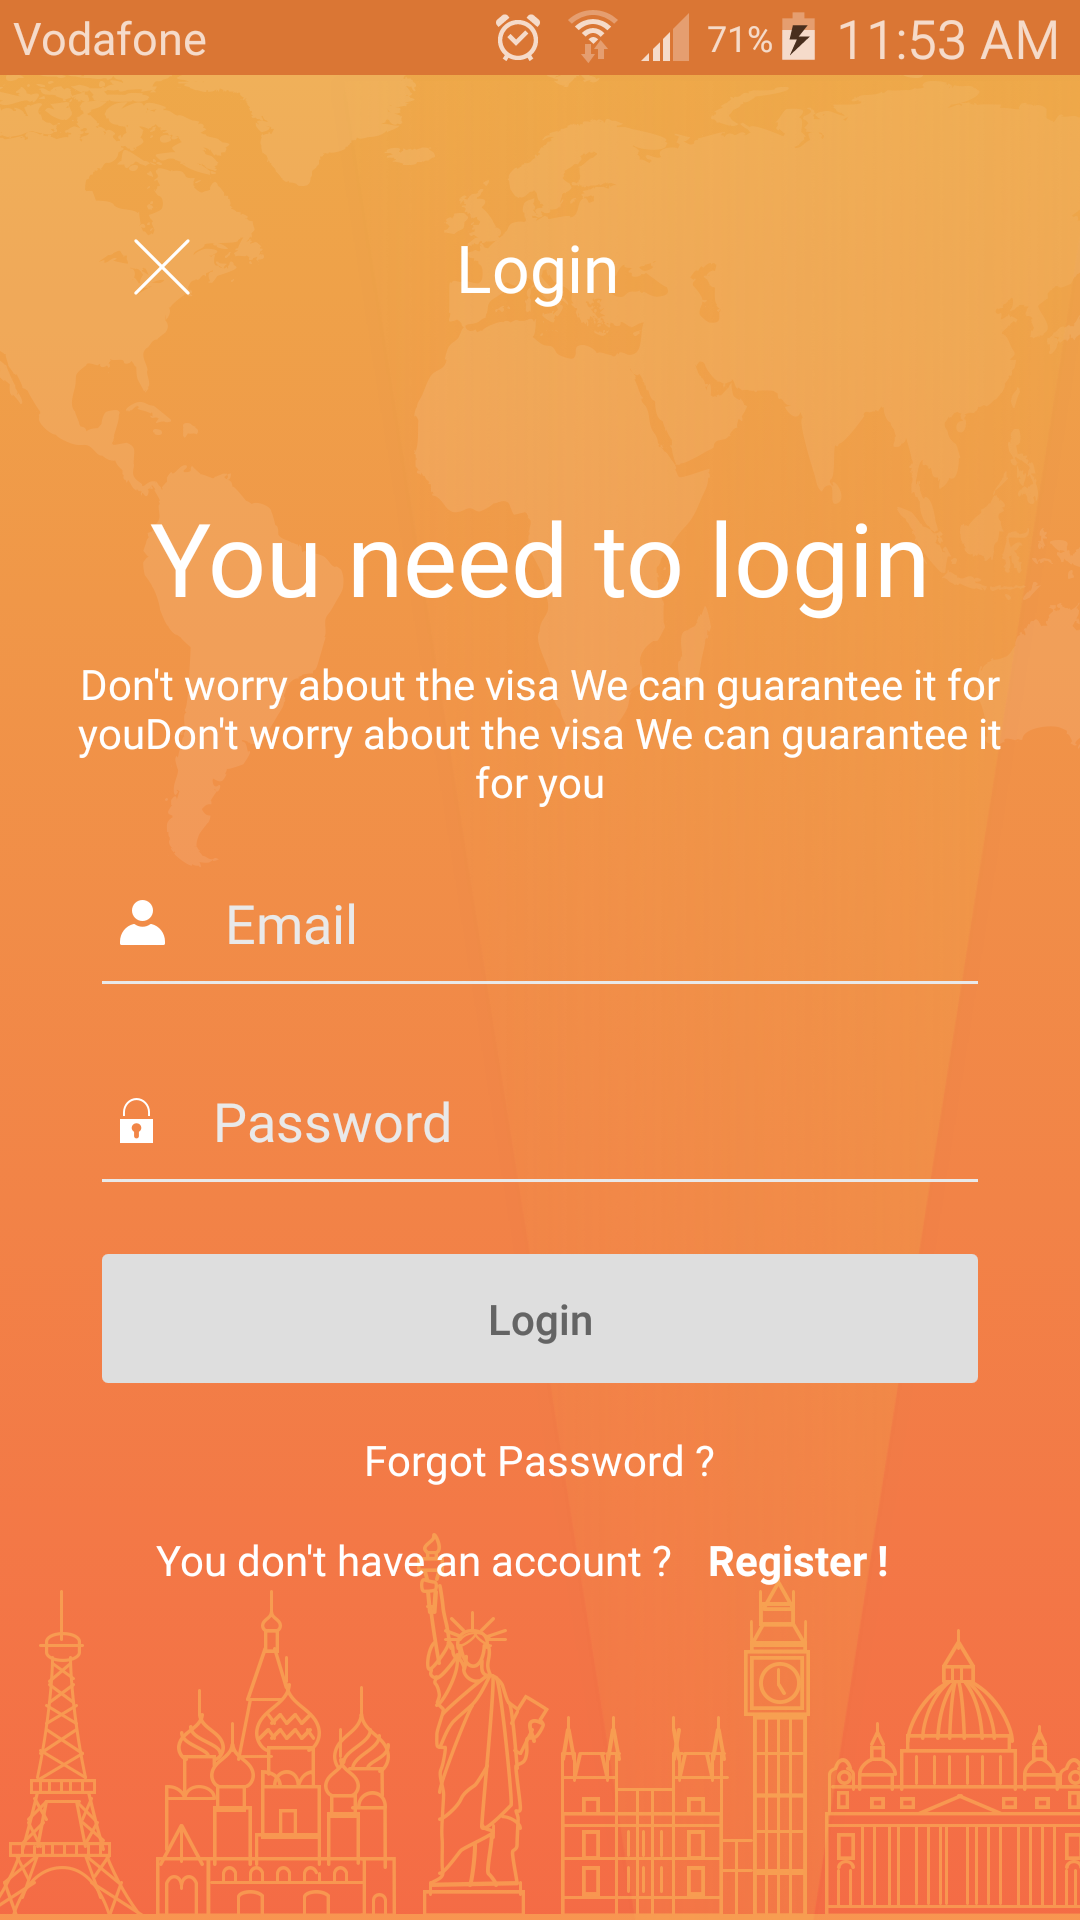 Vodafone 71% 11:53 AM
Login
You need to login
Don't worry about the visa We can guarantee it for
youDon't worry about the visa We can guarantee it
for you
Email
Password
Login
Forgot Password ?
You don't have an account ? Register !